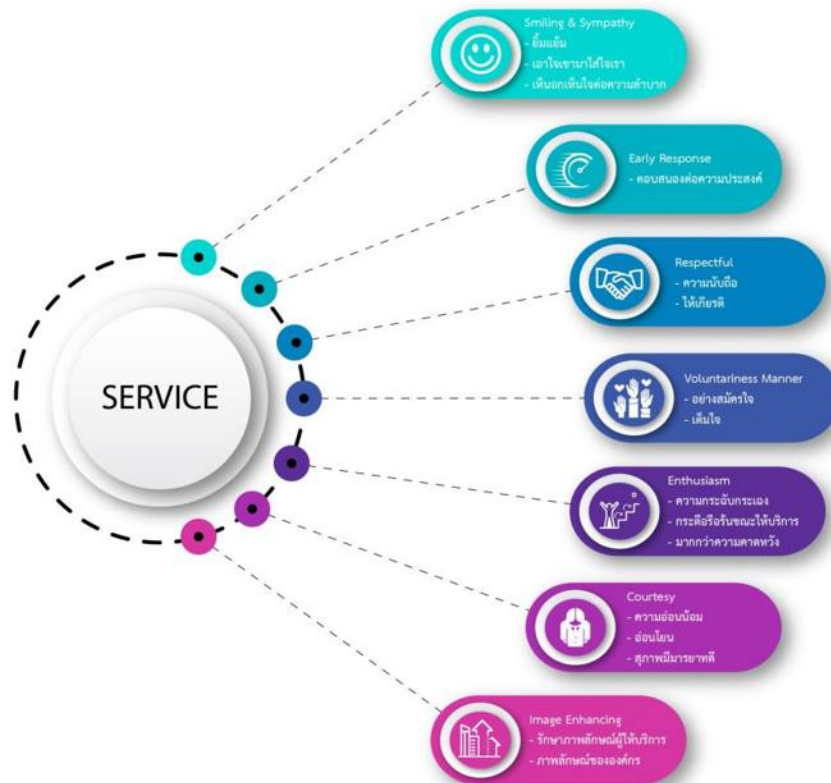 Smiling & Sympathy
- ยิ้มแย้ม
- เอาใจเขามาใส่ใจเรา
- เห็นอกเห็นใจต่อความลำบาก
Early Response
- ตอบสนองต่อความประสงค์
Respectful
- ความนับถือ
- ให้เกียรติ
SERVICE
Voluntariness Manner
- อย่างสมัครใจ
- เต็มใจ
Enthusiasm
- ความกระฉับกระเฉง
- กระตือรือร้นขณะให้บริการ
- มากกว่าความคาดหวัง
Courtesy
- ความอ่อนน้อม
- อ่อนโยน
- สุภาพมีมารยาทดี
Image Enhancing
- รักษาภาพลักษณ์ผู้ให้บริการ
- ภาพลักษณ์ขององค์กร